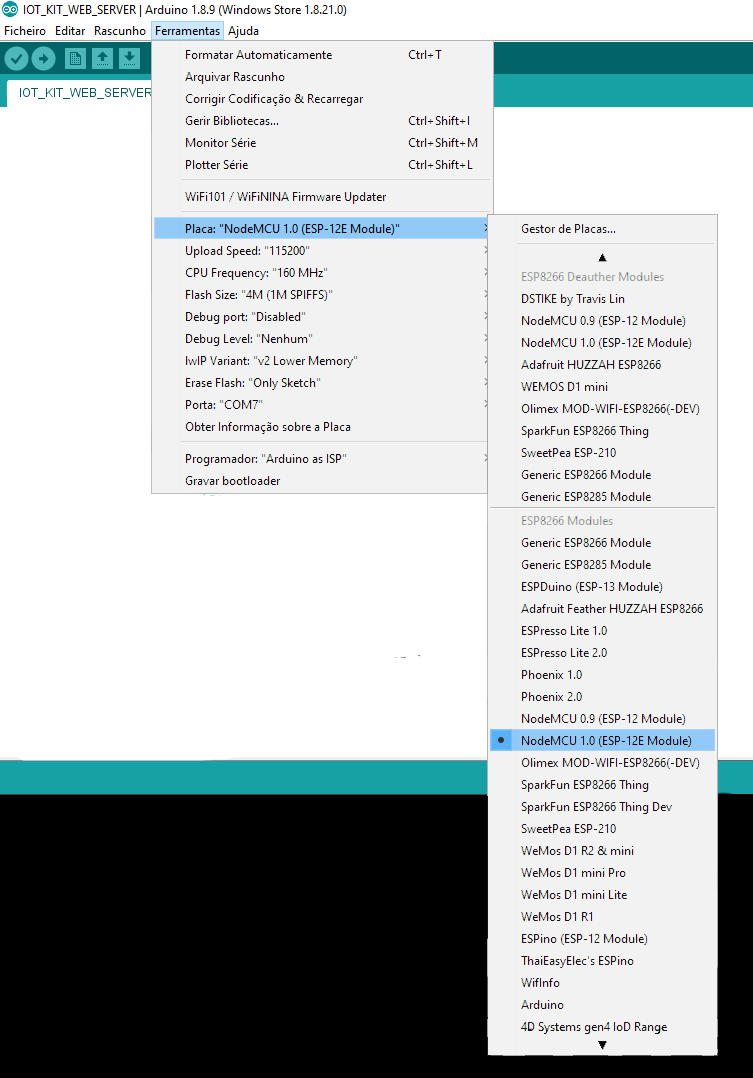 IOT_KIT_WEB_SERVER | Arduino 1.8.9 (Windows Store 1.8.21.0)
Ficheiro Editar Rascunho Ferramentas Ajuda
IOT_KIT_WEB_SERVER
Formatar Automaticamente Ctrl+T
Arquivar Rascunho
Corrigir Codificação & Recarregar
Gerir Bibliotecas... Ctrl+Shift+I
Monitor Série Ctrl+Shift+M
Plotter Série Ctrl+Shift+L
WiFi101 / WiFiNINA Firmware Updater
Placa: "NodeMCU 1.0 (ESP-12E Module)"
Upload Speed: "115200"
CPU Frequency: "160 MHz"
Flash Size: "4M (1M SPIFFS)"
Debug port: "Disabled"
Debug Level: "Nenhum"
IwIP Variant: "v2 Lower Memory"
Erase Flash: "Only Sketch"
Porta: "COM7"
Obter Informação sobre a Placa
Programador: "Arduino as ISP"
Gravar bootloader
Gestor de Placas...
ESP8266 Deauther Modules
DSTIKE by Travis Lin
NodeMCU 0.9 (ESP-12 Module)
NodeMCU 1.0 (ESP-12E Module)
Adafruit HUZZAH ESP8266
WEMOS D1 mini
Olimex MOD-WIFI-ESP8266(-DEV)
SparkFun ESP8266 Thing
SweetPea ESP-210
Generic ESP8266 Module
Generic ESP8285 Module
ESP8266 Modules
Generic ESP8266 Module
Generic ESP8285 Module
ESPDuino (ESP-13 Module)
Adafruit Feather HUZZAH ESP8266
ESPresso Lite 1.0
ESPresso Lite 2.0
Phoenix 1.0
Phoenix 2.0
NodeMCU 0.9 (ESP-12 Module)
NodeMCU 1.0 (ESP-12E Module)
Olimex MOD-WIFI-ESP8266(-DEV)
SparkFun ESP8266 Thing
SparkFun ESP8266 Thing Dev
SweetPea ESP-210
WeMos D1 R2 & mini
WeMos D1 mini Pro
WeMos D1 mini Lite
WeMos D1 R1
ESPino (ESP-12 Module)
ThaiEasyElec's ESPino
WifInfo
Arduino
4D Systems gen4 IoD Range